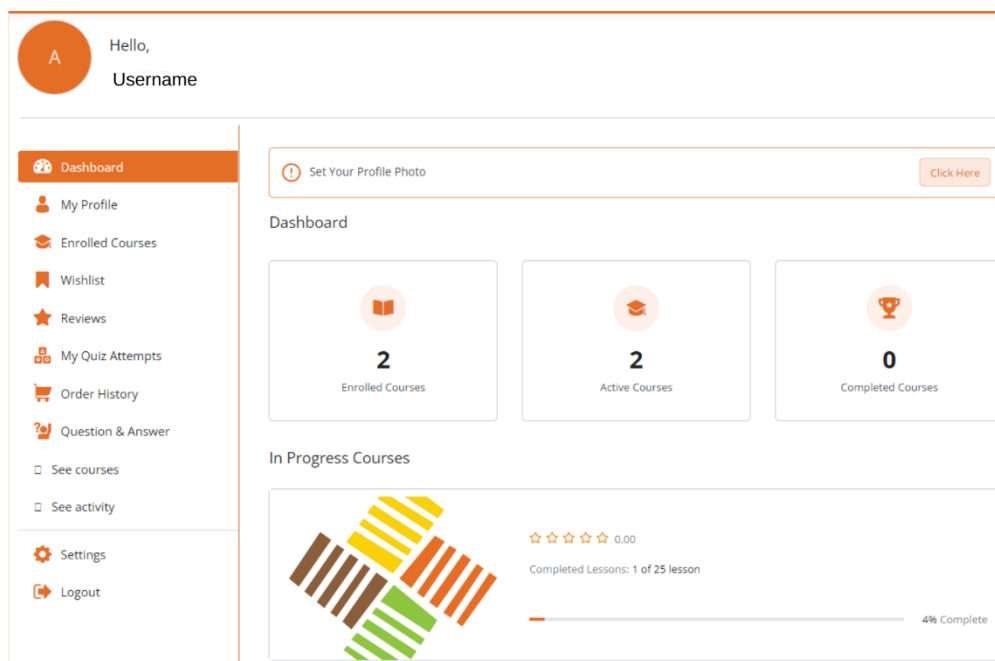 A
Hello,
Username
Dashboard
My Profile
Enrolled Courses
Wishlist
Reviews
My Quiz Attempts
Order History
Question & Answer
See courses
See activity
Settings
Logout
Set Your Profile Photo
Click Here
Dashboard
2
Enrolled Courses
2
Active Courses
0
Completed Courses
In Progress Courses
0.00
Completed Lessons: 1 of 25 lesson
4% Complete